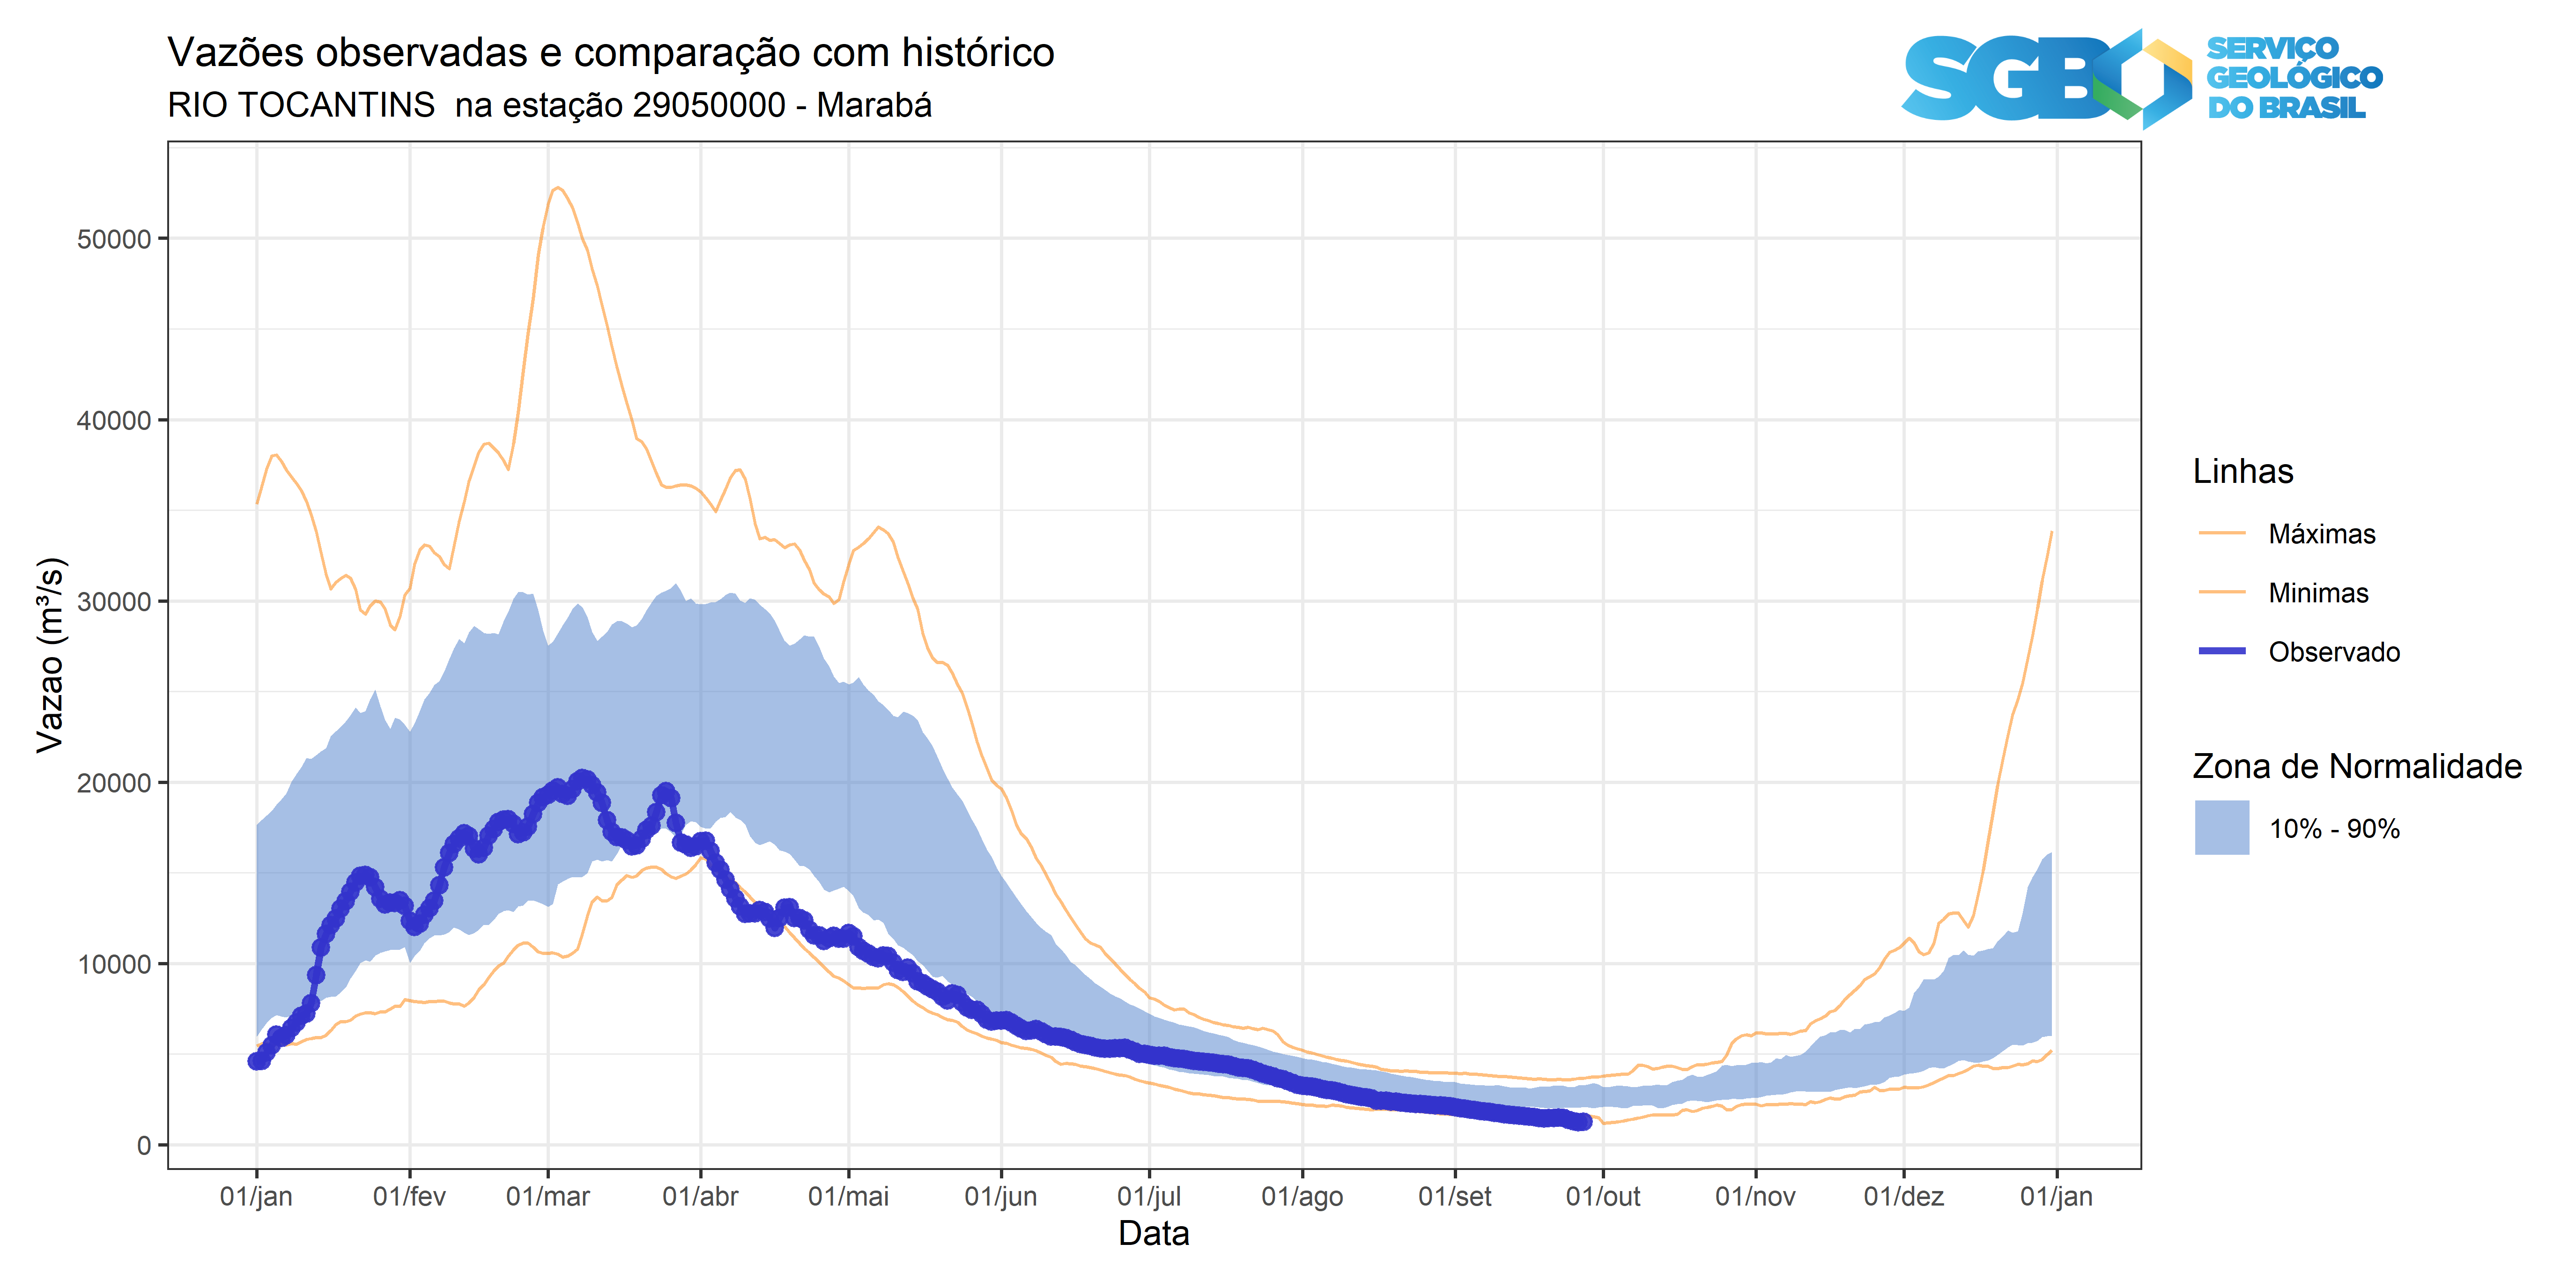 Vazões observadas e comparação com histórico
RIO TOCANTINS  na estação 29050000 - Marabá
SGB
SERVIÇO
GEOLÓGICO
DO BRASIL
Vazao (m³/s)
50000
40000
30000
20000
10000
0
01/jan
01/fev
01/mar
01/abr
01/mai
01/jun
01/jul
01/ago
01/set
01/out
01/nov
01/dez
01/jan
Data
Linhas
Máximas
Minimas
Observado
Zona de Normalidade
10% - 90%